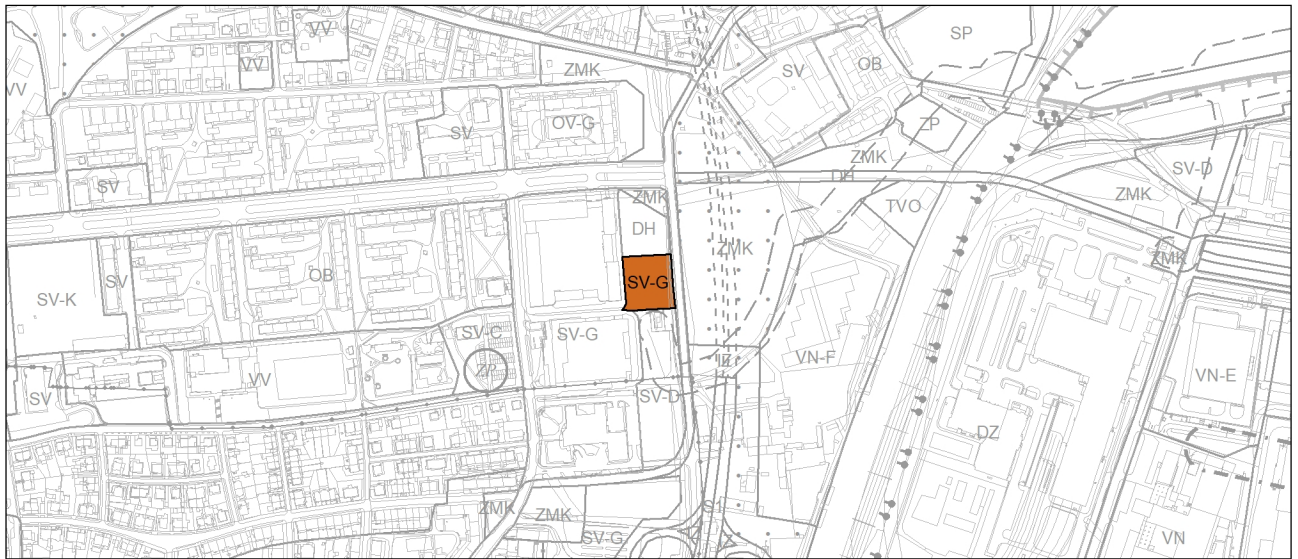 SP
VV
VV
ZMK
SV
OB
VV
OV-G
SV
ZP
SV
ZMK
DH
SV-D
ZMK
ZMK
TVO
DH
ZMK
ZMK
OB
SV-G
SV-K
SV-C
SV-G
ZP
IZ
VN-F
VN-E
VV
SV
SV-D
DZ
S1
ZMK
ZMK
SV-G
VN